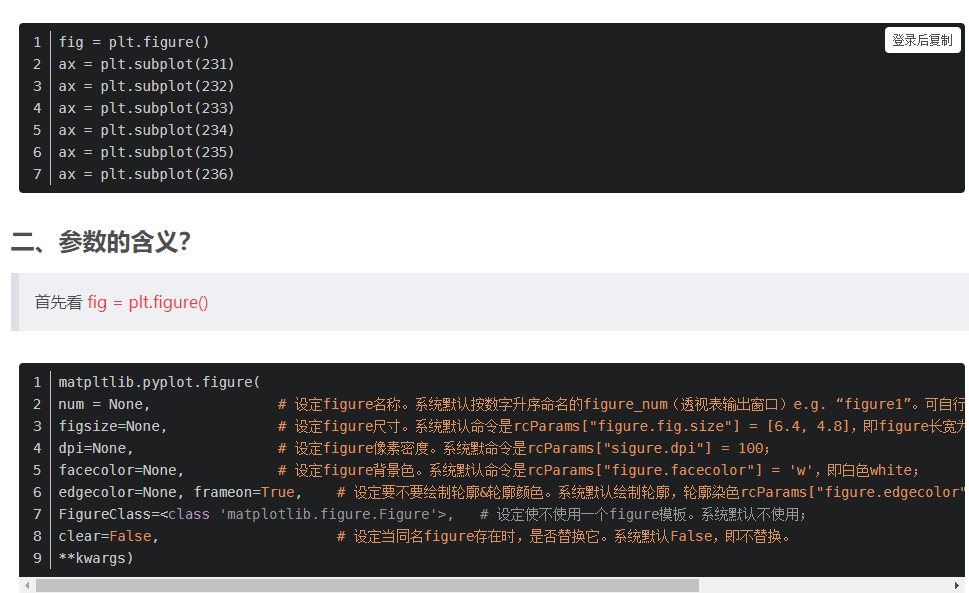 1 fig = plt.figure()
登录后复制
2 ax = plt.subplot(231)
3 ax = plt.subplot(232)
4 ax = plt.subplot(233)
5 ax = plt.subplot(234)
6 ax = plt.subplot(235)
7 ax = plt.subplot(236)
二、参数的含义？
首先看 fig = plt.figure()
1 matpltlib.pyplot.figure(
2 num = None, # 设定figure名称。系统默认按数字升序命名的figure_num（透视表输出窗口）e.g. “figure1”。可自行
3 figsize=None, # 设定figure尺寸。系统默认命令是rcParams["figure.fig.size"] = [6.4, 4.8]，即figure长宽为
4 dpi=None, # 设定figure像素密度。系统默命令是rcParams["sigure.dpi"] = 100；
5 facecolor=None, # 设定figure背景色。系统默认命令是rcParams["figure.facecolor"] = 'w'，即白色white；
6 edgecolor=None, frameon=True, # 设定要不要绘制轮廓&轮廓颜色。系统默认绘制轮廓，轮廓染色rcParams["figure.edgecolor"
7 FigureClass=<class 'matplotlib.figure.Figure'>, # 设定使不使用一个figure模板。系统默认不使用；
8 clear=False, # 设定当同名figure存在时，是否替换它。系统默认False，即不替换。
9 **kwargs)